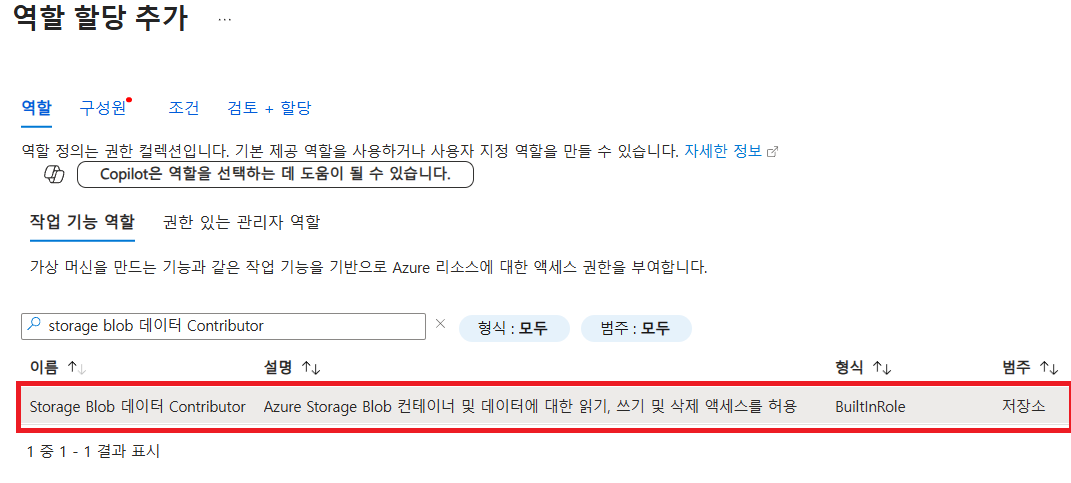 역할 할당 추가 ...
역할 구성원 조건 검토 + 할당
역할 정의는 권한 컬렉션입니다. 기본 제공 역할을 사용하거나 사용자 지정 역할을 만들 수 있습니다. 자세한 정보
Copilot은 역할을 선택하는 데 도움이 될 수 있습니다.
작업 기능 역할 권한 있는 관리자 역할
가상 머신을 만드는 기능과 같은 작업 기능을 기반으로 Azure 리소스에 대한 액세스 권한을 부여합니다.
storage blob 데이터 Contributor × 형식 : 모두 범주 : 모두
이름 ↑↓ 설명 ↑↓ 형식 ↑↓ 범주 ↑↓
Storage Blob 데이터 Contributor Azure Storage Blob 컨테이너 및 데이터에 대한 읽기, 쓰기 및 삭제 액세스를 허용 BuiltInRole 저장소
1 중 1 - 1 결과 표시